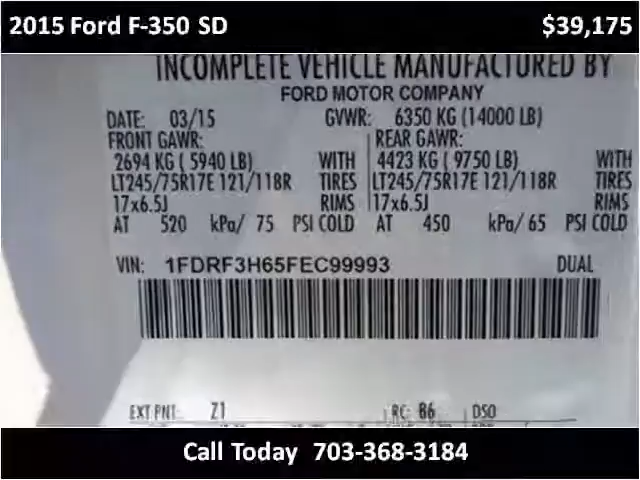 2015 Ford F-350 SD $39,175
INCOMPLETE VEHICLE MANUFACTURED BY
FORD MOTOR COMPANY
DATE: 03/15 GVWR: 6350 KG (14000 LB)
FRONT GAWR: REAR GAWR:
2694 KG ( 5940 LB) WITH 4423 KG ( 9750 LB) WITH
LT245/75R17E 121/118R TIRES LT245/75R17E 121/118R TIRES
17x6.5J RIMS 17x6.5J RIMS
AT 520 kPa/ 75 PSI COLD AT 450 kPa/ 65 PSI COLD
VIN: 1FDRF3H65FEC99993 DUAL
EXT PNT: Z1 RC: B6 DSO
Call Today 703-368-3184